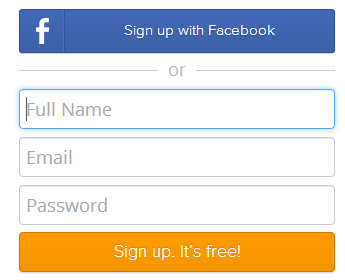 Sign up with Facebook
or
Full Name
Email
Password
Sign up. It's free!